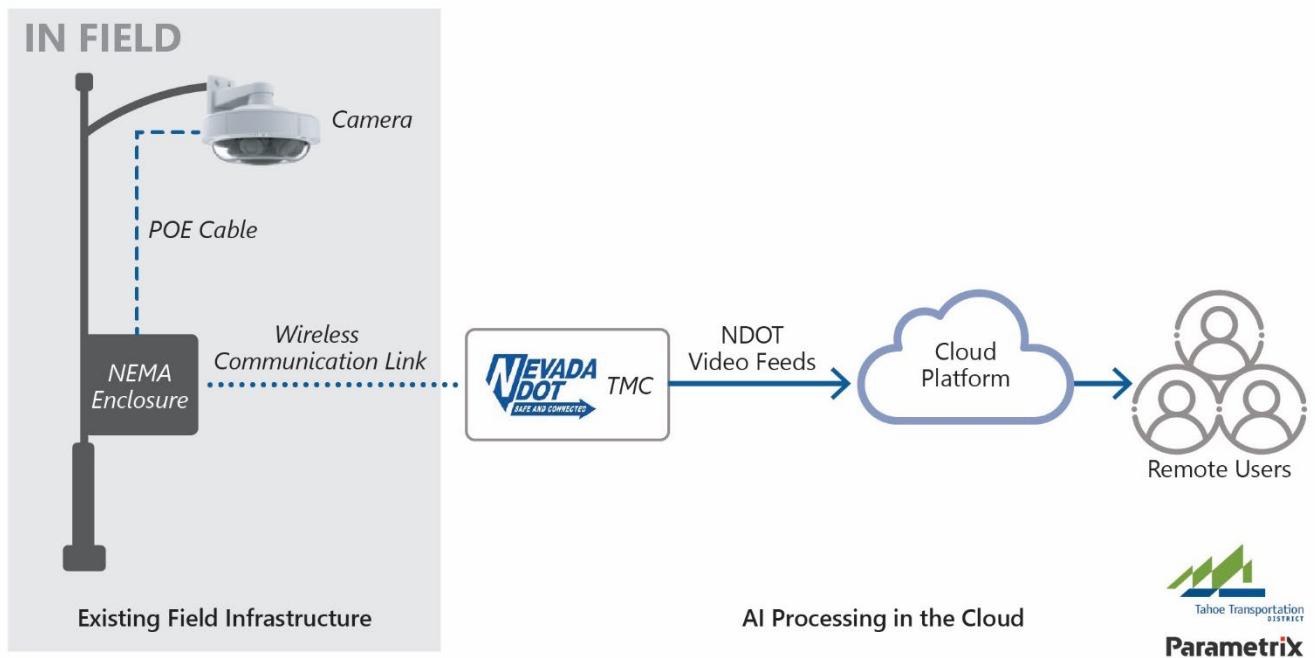 IN FIELD
Camera
POE Cable
NEMA
Enclosure
Wireless
Communication Link
NEVADA
DOT
SAFE AND CONNECTED
TMC
NDOT
Video Feeds
Cloud
Platform
Remote Users
Existing Field Infrastructure
AI Processing in the Cloud
Tahoe Transportation
DISTRICT
Parametrix